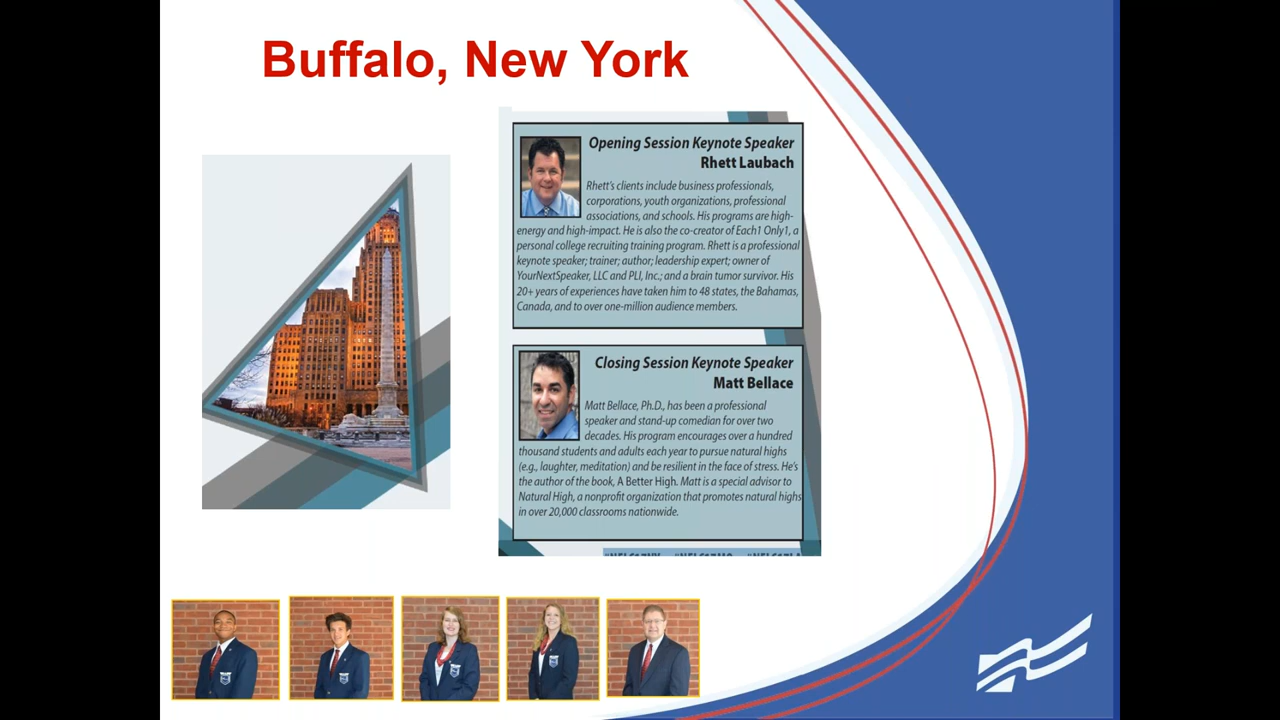 Buffalo, New York
Opening Session Keynote Speaker
Rhett Laubach
Rhett's clients include business professionals,
corporations, youth organizations, professional
associations, and schools. His programs are high-
energy and high-impact. He is also the co-creator of Each1 Only1, a
personal college recruiting training program. Rhett is a professional
keynote speaker; trainer; author; leadership expert; owner of
YourNextSpeaker, LLC and PLI, Inc.; and a brain tumor survivor. His
20+ years of experiences have taken him to 48 states, the Bahamas,
Canada, and to over one-million audience members.
Closing Session Keynote Speaker
Matt Bellace
Matt Bellace, Ph.D., has been a professional
speaker and stand-up comedian for over two
decades. His program encourages over a hundred
thousand students and adults each year to pursue natural highs
(e.g., laughter, meditation) and be resilient in the face of stress. He's
the author of the book, A Better High. Matt is a special advisor to
Natural High, a nonprofit organization that promotes natural highs
in over 20,000 classrooms nationwide.